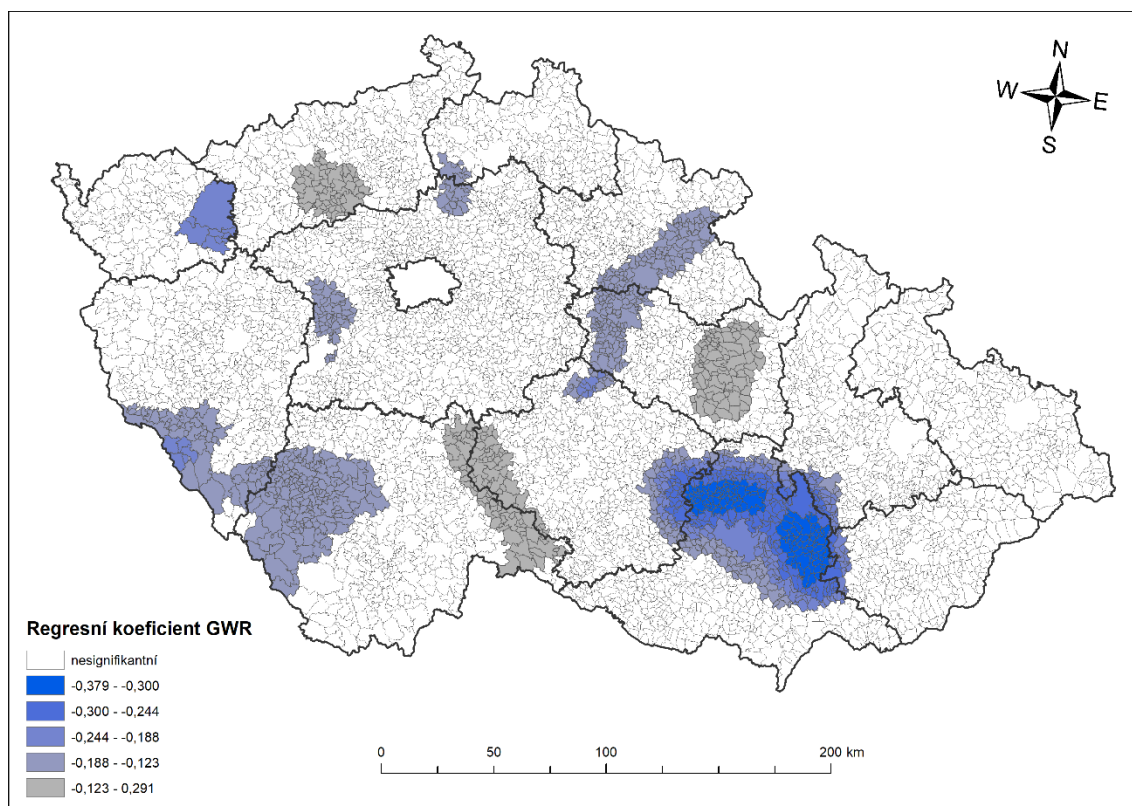 N
W E
S
Regresní koeficient GWR
nesignifikantní
-0,379 - -0,300
-0,300 - -0,244
-0,244 - -0,188
-0,188 - -0,123
-0,123 - 0,291
0 50 100 200 km